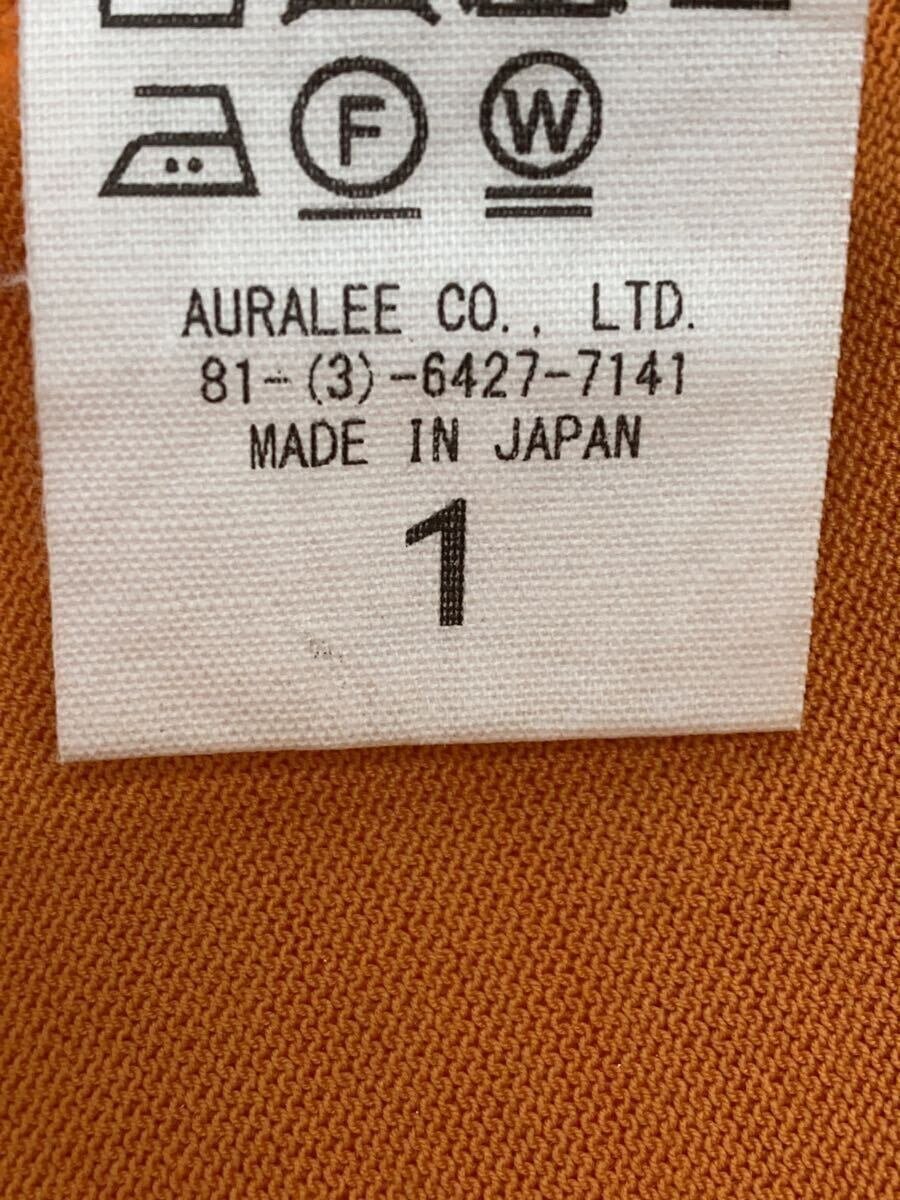 F W
AURALEE CO., LTD.
81-(3)-6427-7141
MADE IN JAPAN
1